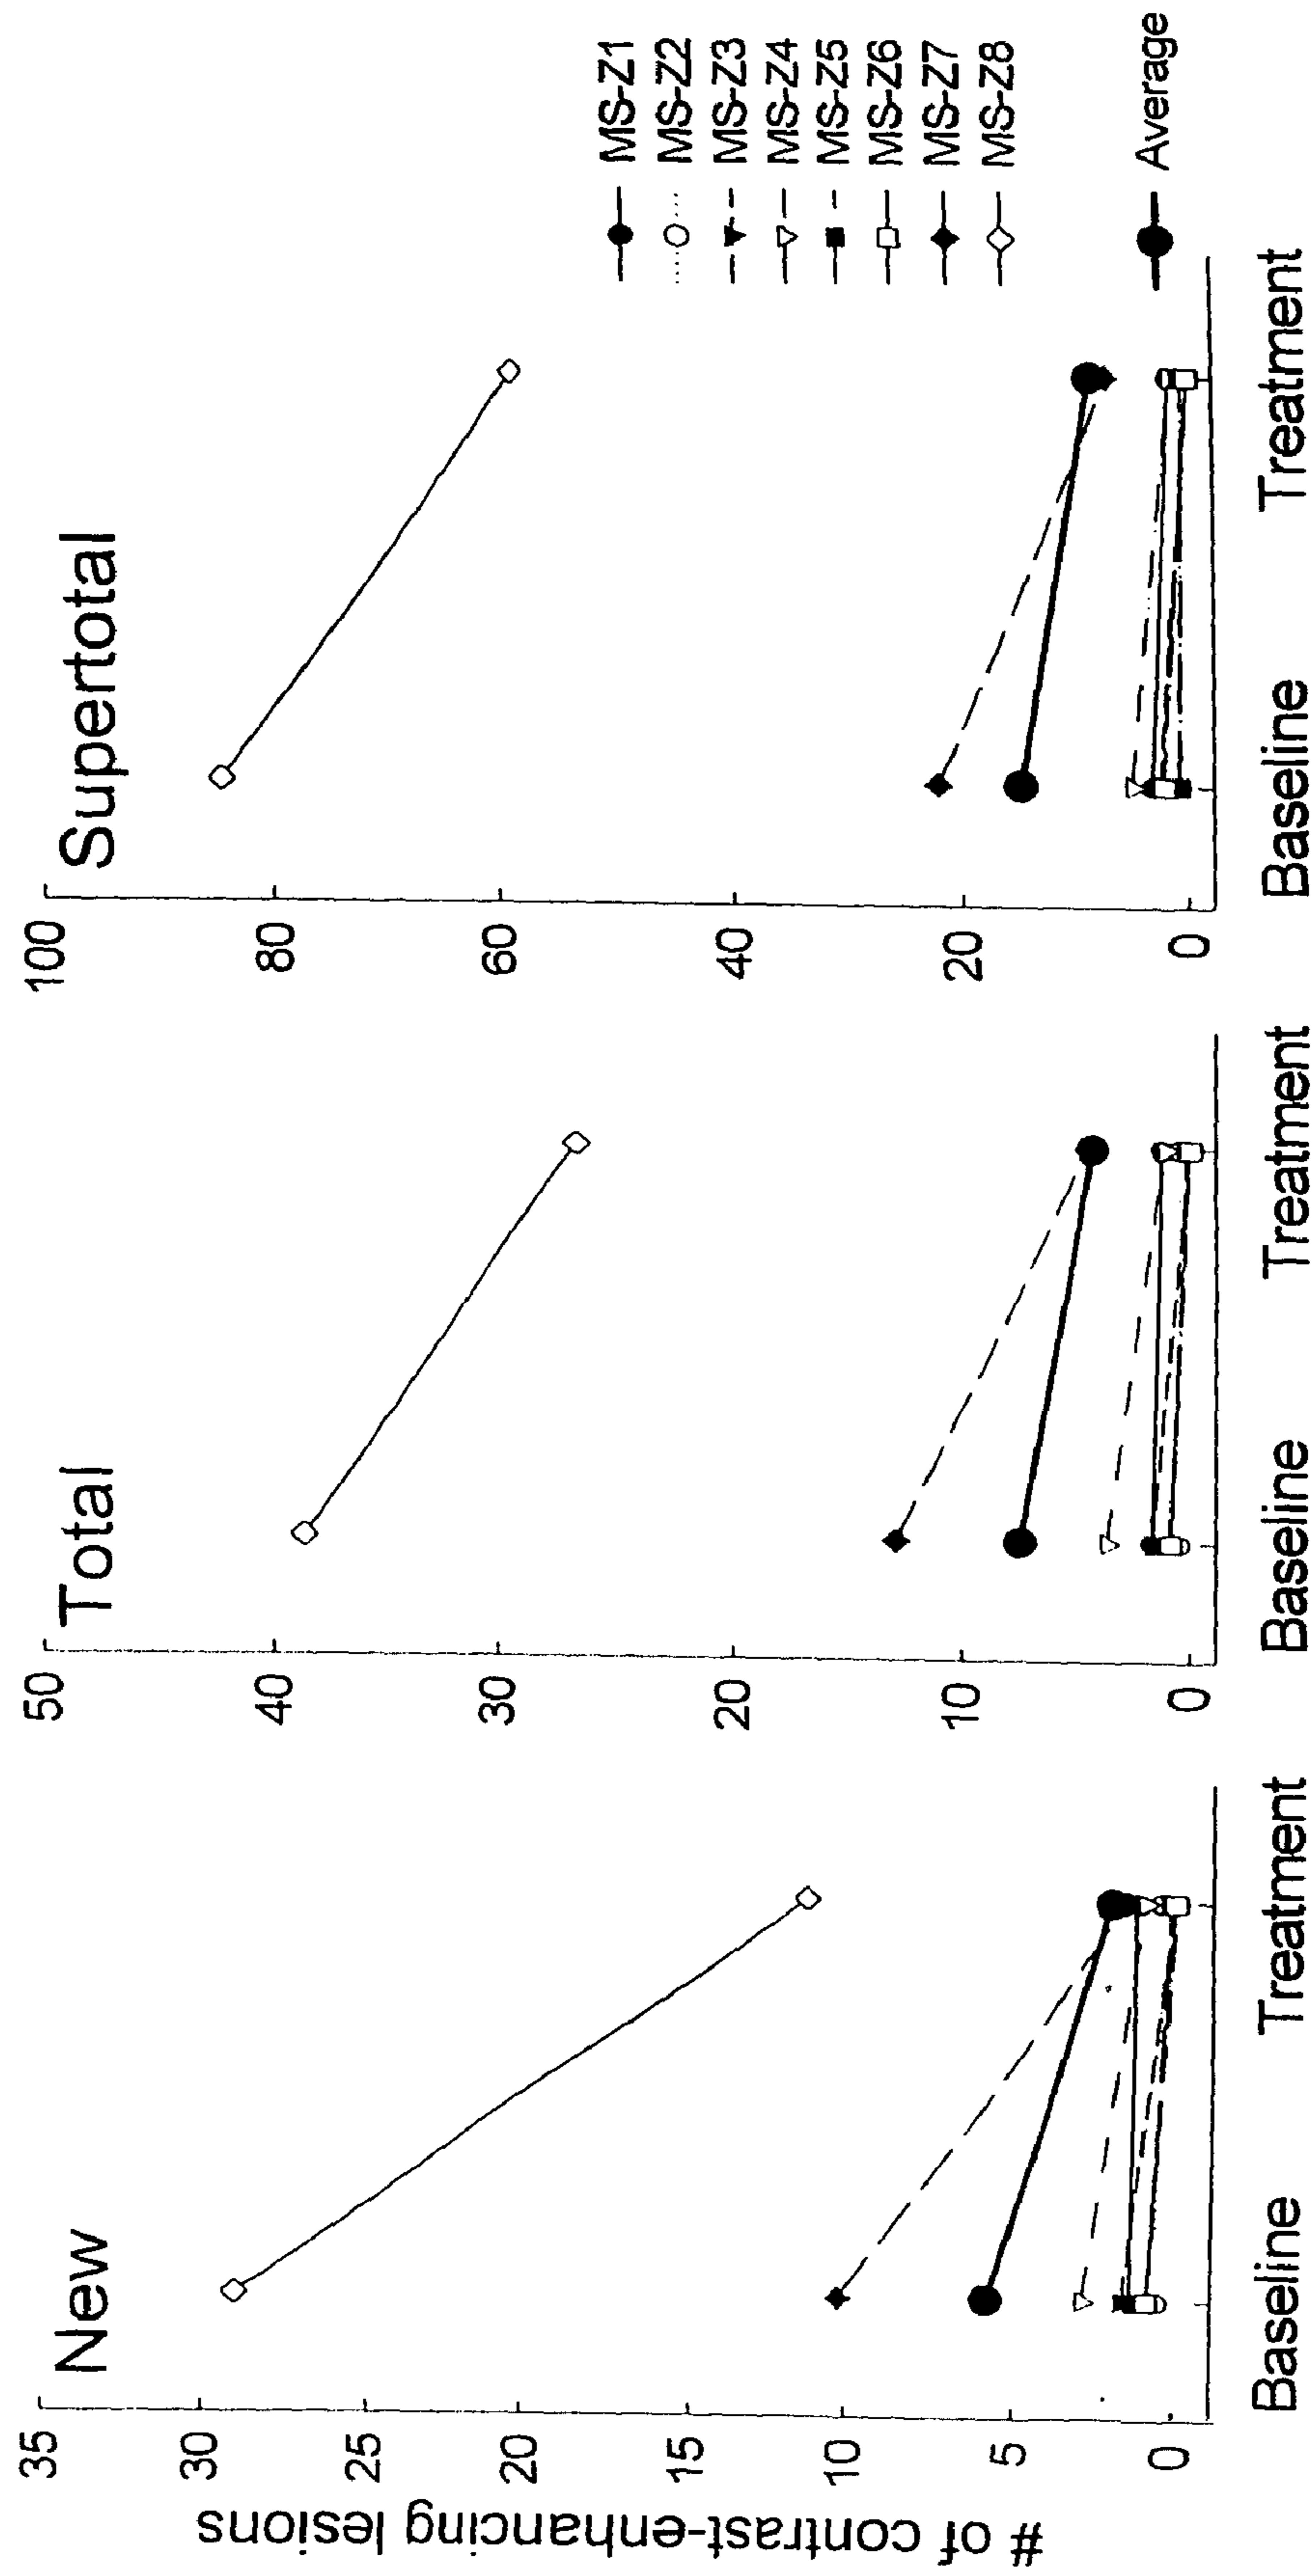 # of contrast-enhancing lesions
New
35
30
25
20
15
10
5
0
Baseline Treatment
Total
50
40
30
20
10
0
Baseline Treatment
Supertotal
100
80
60
40
20
0
Baseline Treatment
MS-Z1
MS-Z2
MS-Z3
MS-Z4
MS-Z5
MS-Z6
MS-Z7
MS-Z8
Average